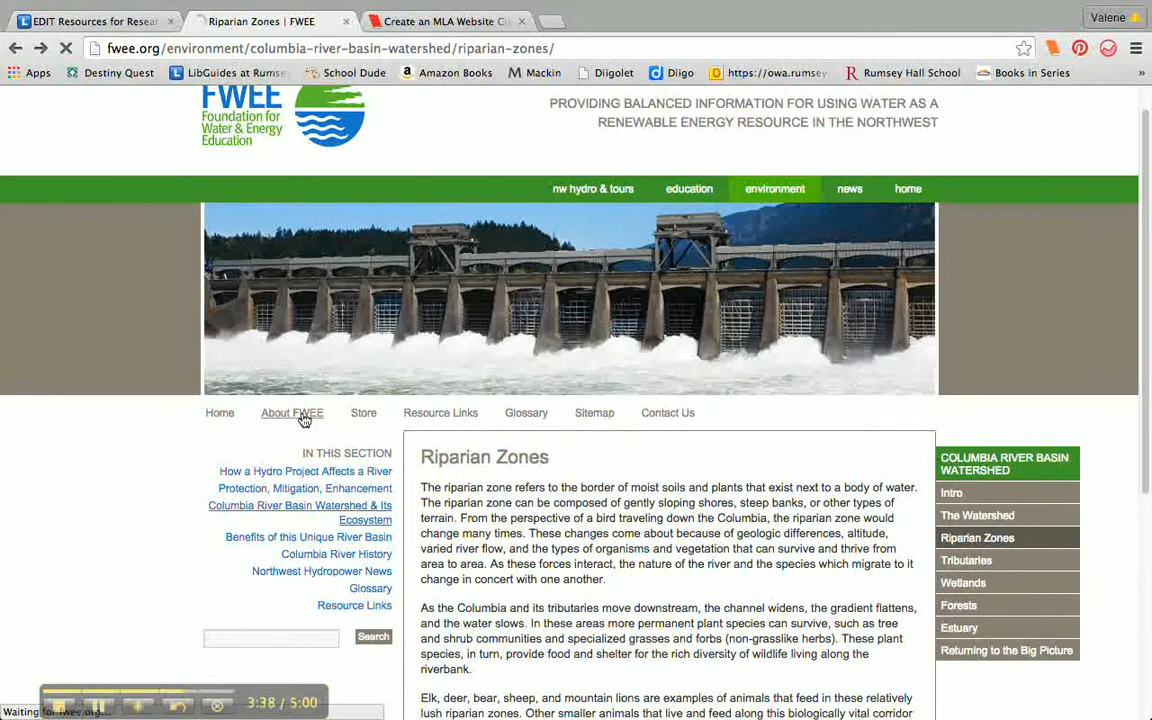 EDIT Resources for Resear
Riparian Zones | FWEE
Create an MLA Website Ci
Valerie
fwee.org/environment/columbia-river-basin-watershed/riparian-zones/
Apps
Destiny Quest
LibGuides at Rumse
School Dude
Amazon Books
Mackin
Diigolet
Diigo
https://owa.rumsey
Rumsey Hall School
Books in Series
»
FWEE
Foundation for
Water & Energy
Education
PROVIDING BALANCED INFORMATION FOR USING WATER AS A
RENEWABLE ENERGY RESOURCE IN THE NORTHWEST
nw hydro & tours
education
environment
news
home
Home
About FWEE
Store
Resource Links
Glossary
Sitemap
Contact Us
IN THIS SECTION
How a Hydro Project Affects a River
Protection, Mitigation, Enhancement
Columbia River Basin Watershed & Its
Ecosystem
Benefits of this Unique River Basin
Columbia River History
Northwest Hydropower News
Glossary
Resource Links
Search
Riparian Zones
The riparian zone refers to the border of moist soils and plants that exist next to a body of water.
The riparian zone can be composed of gently sloping shores, steep banks, or other types of
terrain. From the perspective of a bird traveling down the Columbia, the riparian zone would
change many times. These changes come about because of geologic differences, altitude,
varied river flow, and the types of organisms and vegetation that can survive and thrive from
area to area. As these forces interact, the nature of the river and the species which migrate to it
change in concert with one another.
As the Columbia and its tributaries move downstream, the channel widens, the gradient flattens,
and the water slows. In these areas more permanent plant species can survive, such as tree
and shrub communities and specialized grasses and forbs (non-grasslike herbs). These plant
species, in turn, provide food and shelter for the rich diversity of wildlife living along the
riverbank.
Elk, deer, bear, sheep, and mountain lions are examples of animals that feed in these relatively
lush riparian zones. Other smaller animals that live and feed along this biologically vital corridor
COLUMBIA RIVER BASIN
WATERSHED
Intro
The Watershed
Riparian Zones
Tributaries
Wetlands
Forests
Estuary
Returning to the Big Picture
3:38 / 5:00
Waiting for fwee.org...